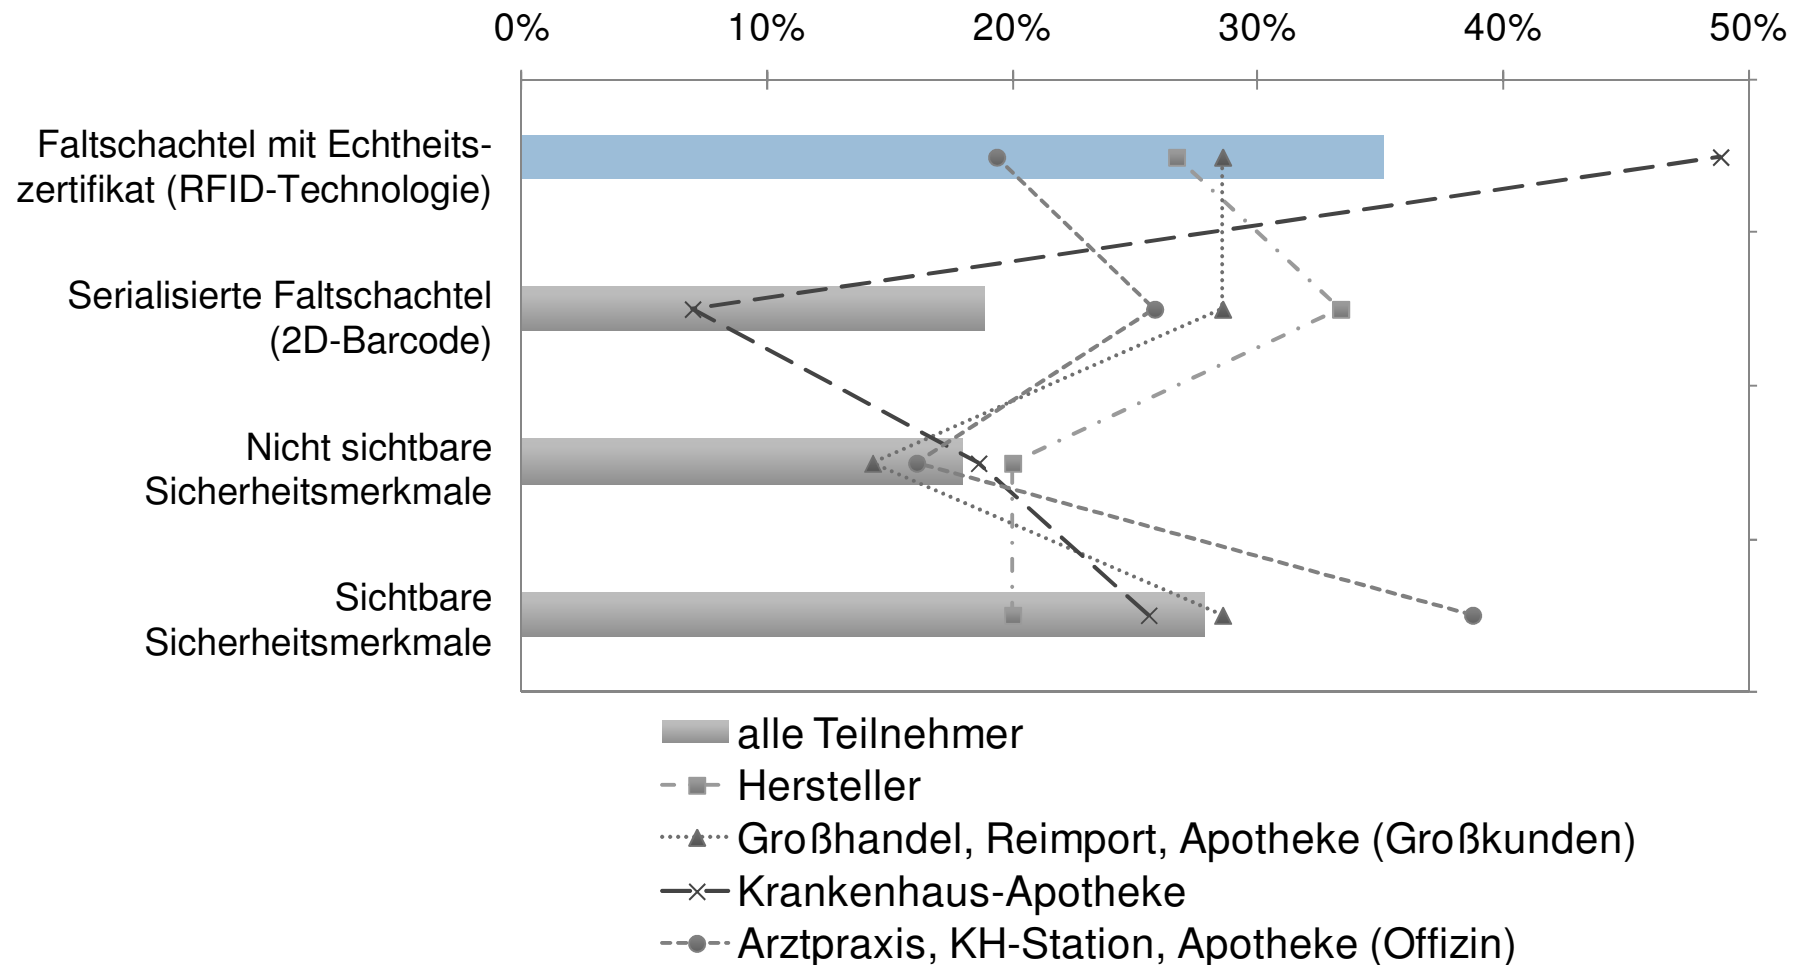 0% 10% 20% 30% 40% 50%
Faltschachtel mit Echtheits-
zertifikat (RFID-Technologie)
Serialisierte Faltschachtel
(2D-Barcode)
Nicht sichtbare
Sicherheitsmerkmale
Sichtbare
Sicherheitsmerkmale
alle Teilnehmer
Hersteller
Großhandel, Reimport, Apotheke (Großkunden)
Krankenhaus-Apotheke
Arztpraxis, KH-Station, Apotheke (Offizin)